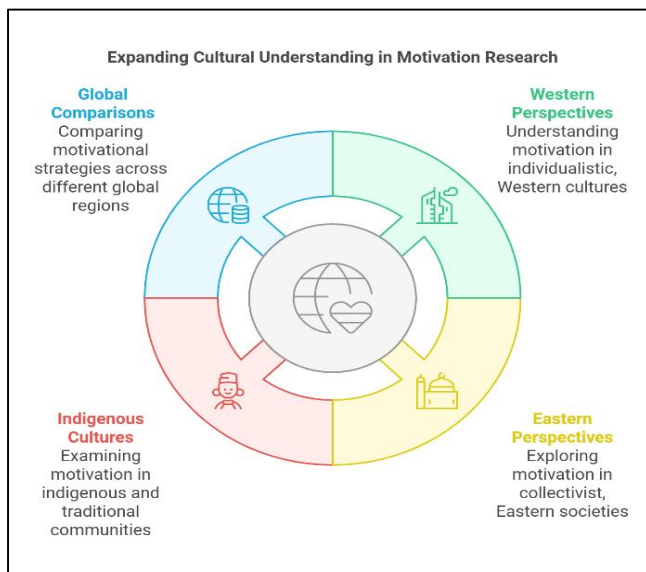 Expanding Cultural Understanding in Motivation Research
Global
Comparisons
Comparing
motivational
strategies across
different global
regions
Western
Perspectives
Understanding
motivation in
individualistic,
Western cultures
Indigenous
Cultures
Examining
motivation in
indigenous and
traditional
communities
Eastern
Perspectives
Exploring
motivation in
collectivist,
Eastern societies